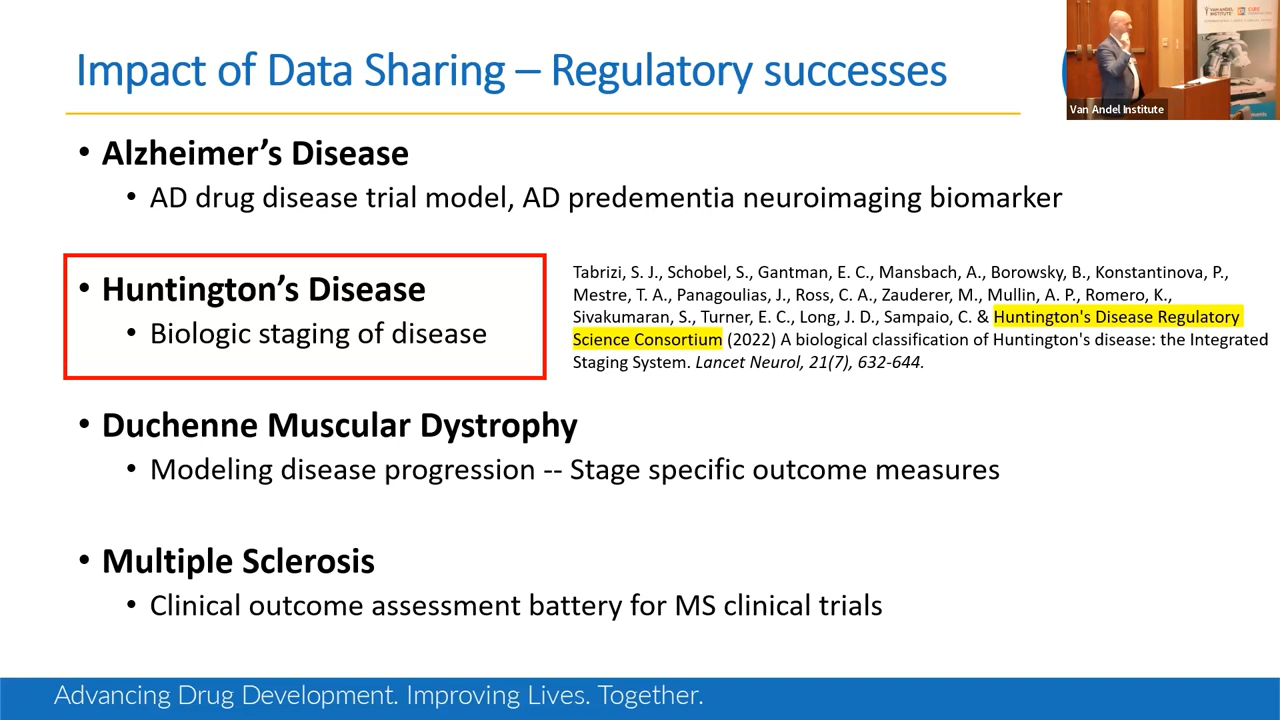 Impact of Data Sharing – Regulatory successes
VAN ANDEL
INSTITUTE
CURE
Van Andel Institute
• Alzheimer’s Disease
• AD drug disease trial model, AD predementia neuroimaging biomarker
• Huntington’s Disease
• Biologic staging of disease
Tabrizi, S. J., Schobel, S., Gantman, E. C., Mansbach, A., Borowsky, B., Konstantinova, P.,
Mestre, T. A., Panagoulias, J., Ross, C. A., Zauderer, M., Mullin, A. P., Romero, K.,
Sivakumaran, S., Turner, E. C., Long, J. D., Sampaio, C. & Huntington's Disease Regulatory
Science Consortium (2022) A biological classification of Huntington's disease: the Integrated
Staging System. Lancet Neurol, 21(7), 632-644.
• Duchenne Muscular Dystrophy
• Modeling disease progression -- Stage specific outcome measures
• Multiple Sclerosis
• Clinical outcome assessment battery for MS clinical trials
Advancing Drug Development. Improving Lives. Together.